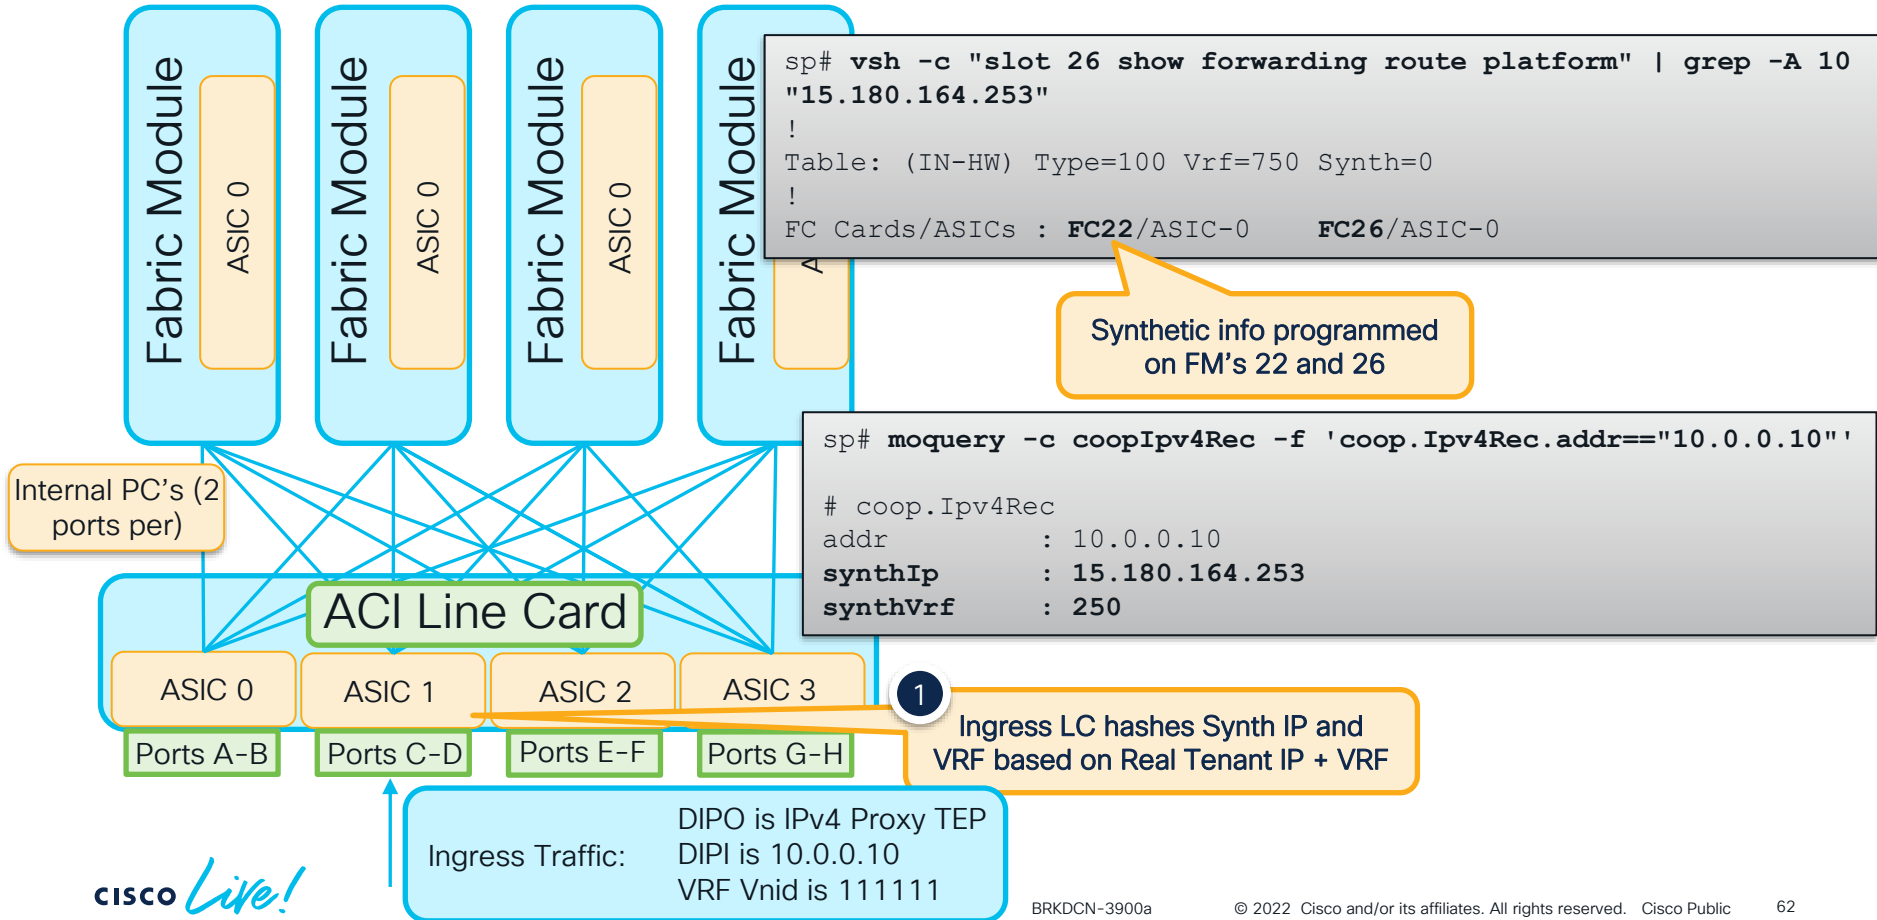 Fabric Module
ASIC 0
Fabric Module
ASIC 0
Fabric Module
ASIC 0
Fabric Module
sp# vsh -c "slot 26 show forwarding route platform" | grep -A 10
"15.180.164.253"
!
Table: (IN-HW) Type=100 Vrf=750 Synth=0
!
FC Cards/ASICs : FC22/ASIC-0 FC26/ASIC-0
Synthetic info programmed
on FM's 22 and 26
sp# moquery -c coopIpv4Rec -f 'coop.Ipv4Rec.addr=="10.0.0.10"'
# coop.Ipv4Rec
addr : 10.0.0.10
synthIp : 15.180.164.253
synthVrf : 250
Internal PC's (2
ports per)
ACI Line Card
ASIC 0
ASIC 1
ASIC 2
ASIC 3
Ports A-B
Ports C-D
Ports E-F
Ports G-H
1
Ingress LC hashes Synth IP and
VRF based on Real Tenant IP + VRF
Ingress Traffic:
DIPO is IPv4 Proxy TEP
DIPI is 10.0.0.10
VRF Vnid is 111111
CISCO Live!
BRKDCN-3900a
© 2022 Cisco and/or its affiliates. All rights reserved. Cisco Public
62